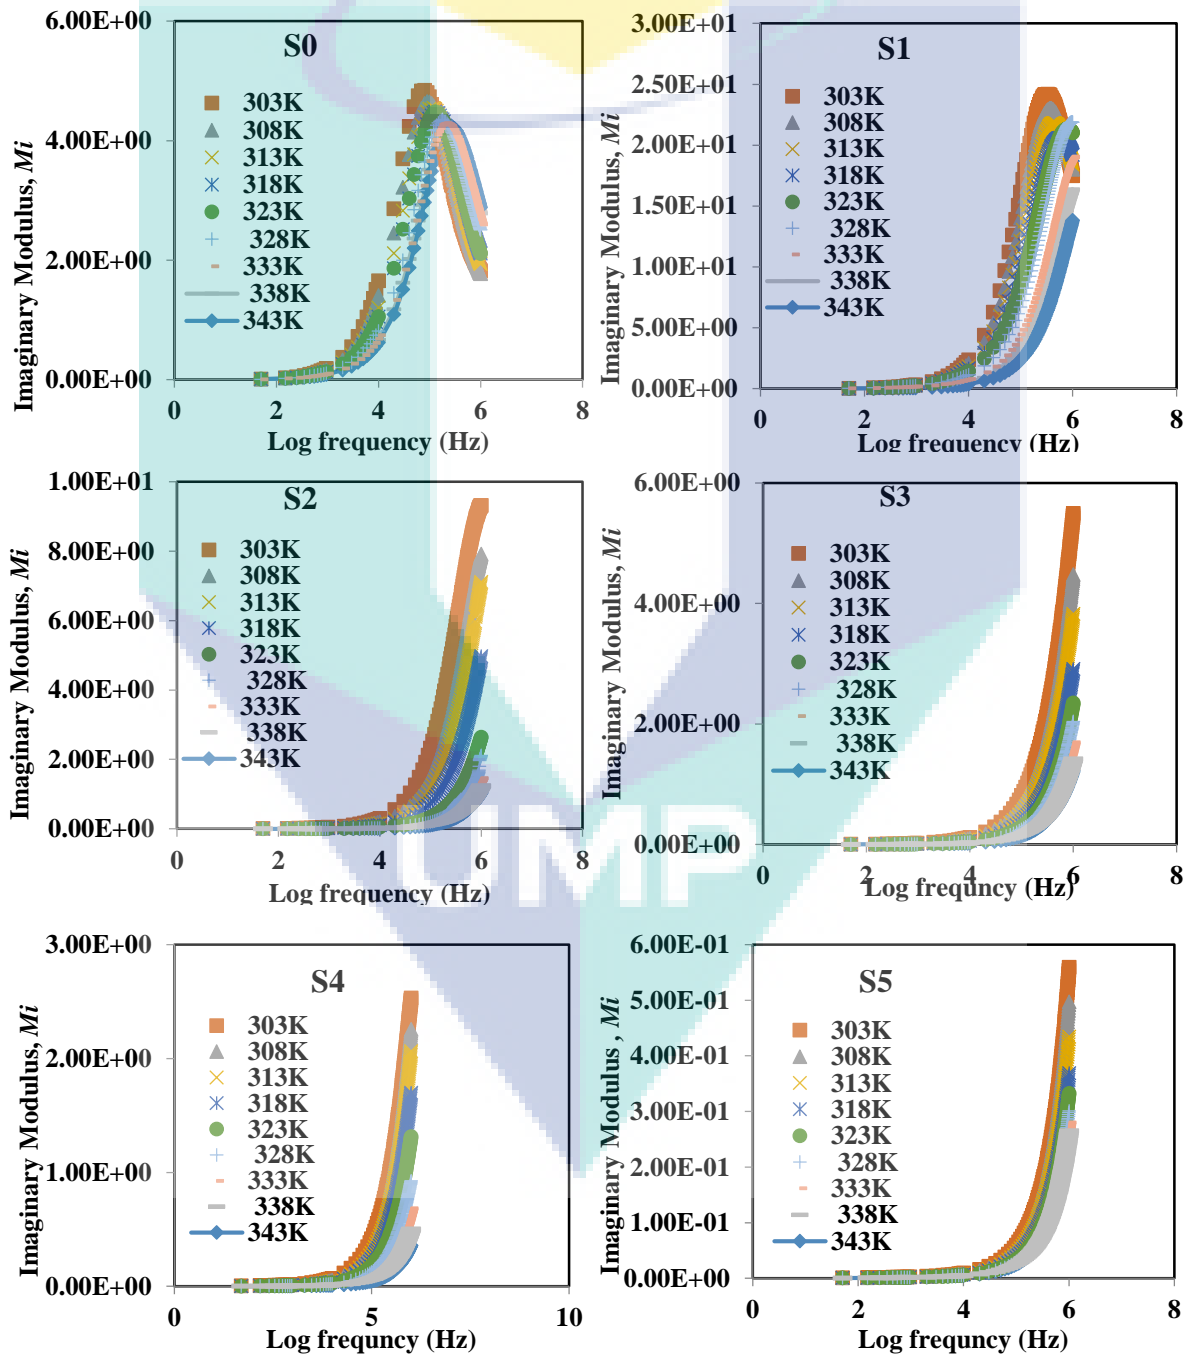 S0
6.00E+00
4.00E+00
2.00E+00
0.00E+00
Imaginary Modulus, Mi
303K
308K
313K
318K
323K
328K
333K
338K
343K
0 2 4 6 8
Log frequency (Hz)
S1
3.00E+01
2.50E+01
2.00E+01
1.50E+01
1.00E+01
5.00E+00
0.00E+00
Imaginary Modulus, Mi
303K
308K
313K
318K
323K
328K
333K
338K
343K
0 2 4 6 8
Log frequency (Hz)
S2
1.00E+01
8.00E+00
6.00E+00
4.00E+00
2.00E+00
0.00E+00
Imaginary Modulus, Mi
303K
308K
313K
318K
323K
328K
333K
338K
343K
0 2 4 6 8
Log frequency (Hz)
S3
6.00E+00
4.00E+00
2.00E+00
0.00E+00
Imaginary Modulus, Mi
303K
308K
313K
318K
323K
328K
333K
338K
343K
0 2 4 6 8
Log frequncy (Hz)
UMP
S4
3.00E+00
2.00E+00
1.00E+00
0.00E+00
Imaginary Modulus, Mi
303K
308K
313K
318K
323K
328K
333K
338K
343K
0 5 10
Log frequncy (Hz)
S5
6.00E-01
5.00E-01
4.00E-01
3.00E-01
2.00E-01
1.00E-01
0.00E+00
Imaginary Modulus , Mi
303K
308K
313K
318K
323K
328K
333K
338K
343K
0 2 4 6 8
Log frequncy (Hz)